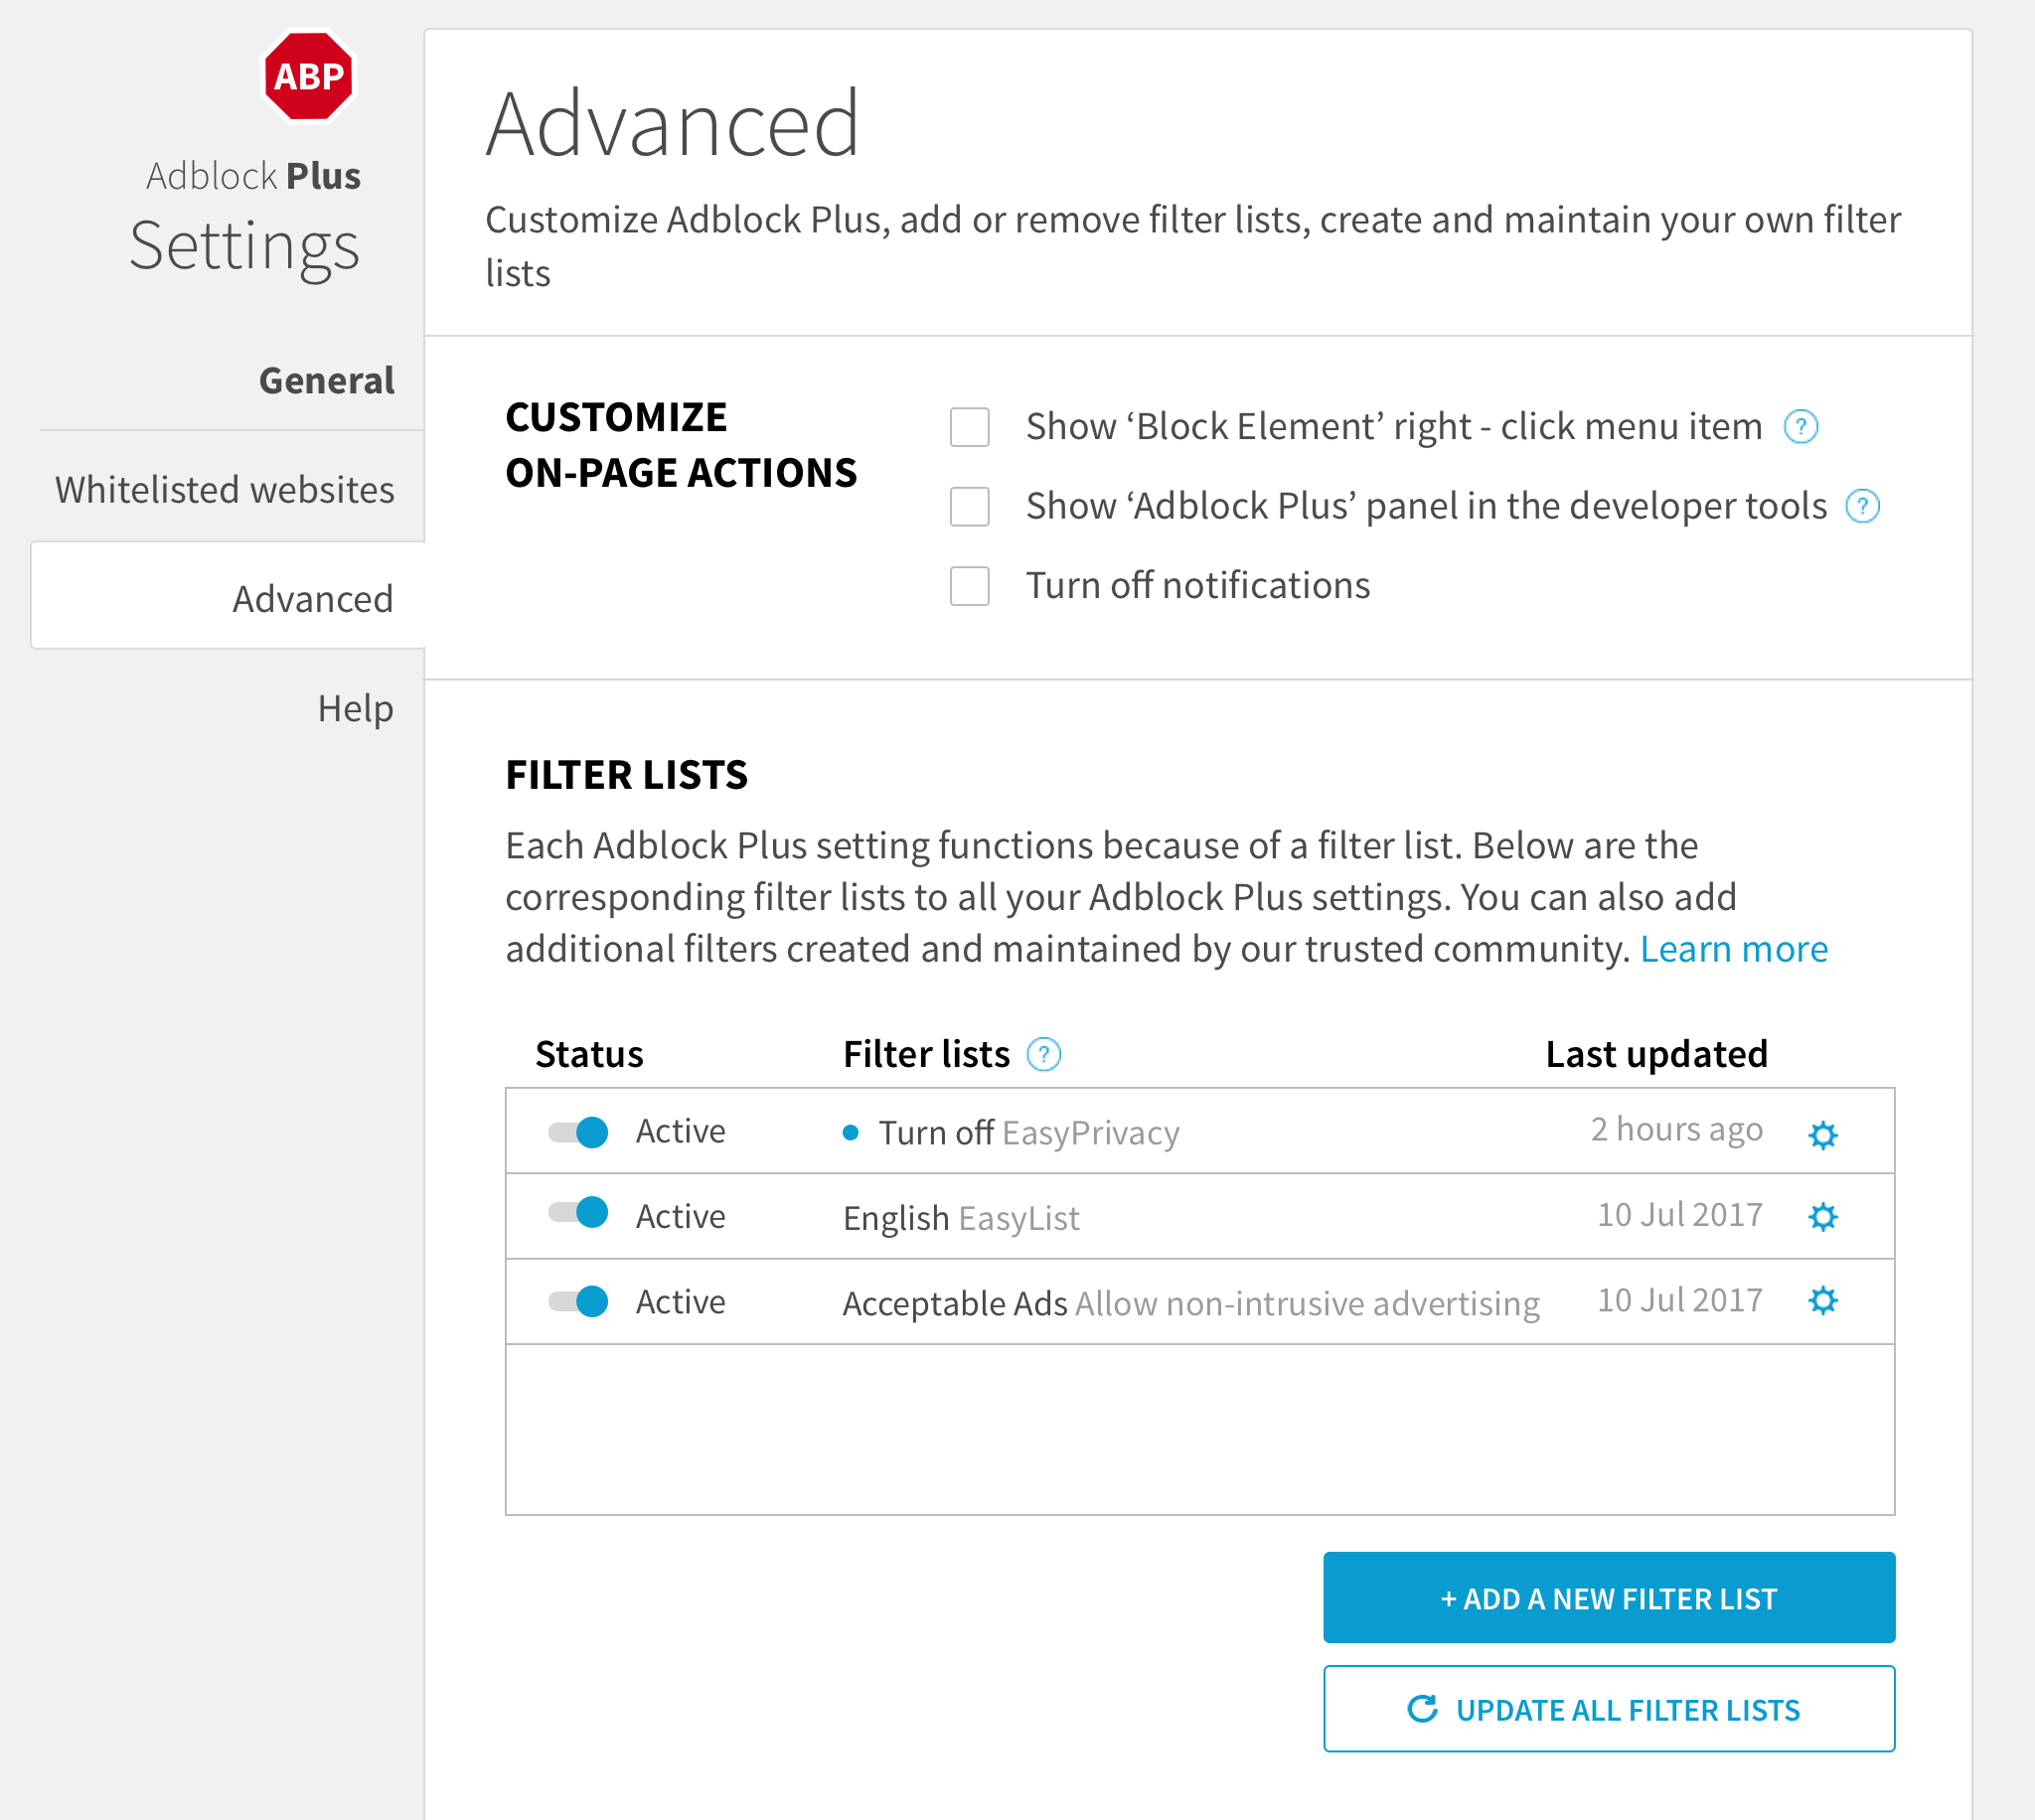 ABP
Adblock Plus
Settings
General
Whitelisted websites
Advanced
Help
Advanced
Customize Adblock Plus, add or remove filter lists, create and maintain your own filter
lists
CUSTOMIZE
ON-PAGE ACTIONS
Show ‘Block Element’ right - click menu item ?
Show ‘Adblock Plus’ panel in the developer tools ?
Turn off notifications
FILTER LISTS
Each Adblock Plus setting functions because of a filter list. Below are the
corresponding filter lists to all your Adblock Plus settings. You can also add
additional filters created and maintained by our trusted community. Learn more
Status Filter lists ? Last updated
Active Turn off EasyPrivacy 2 hours ago
Active English EasyList 10 Jul 2017
Active Acceptable Ads Allow non-intrusive advertising 10 Jul 2017
+ ADD A NEW FILTER LIST
UPDATE ALL FILTER LISTS